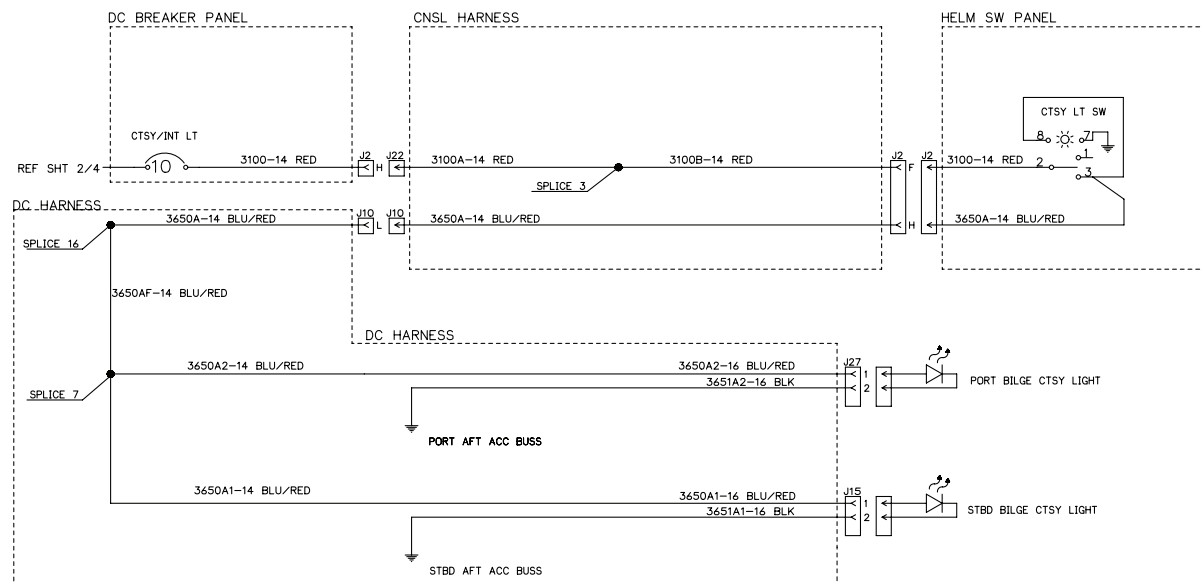 DC BREAKER PANEL
CNSL HARNESS
HELM SW PANEL
CTSY LT SW
8
7
1
2
3
CTSY/INT LT
REF SHT 2/4
10
3100-14 RED
J2
H
J22
3100A-14 RED
3100B-14 RED
J2
F
J2
3100-14 RED
SPLICE 3
DC HARNESS
3650A-14 BLU/RED
J10
L
J10
3650A-14 BLU/RED
H
3650A-14 BLU/RED
SPLICE 16
3650AF-14 BLU/RED
DC HARNESS
3650A2-14 BLU/RED
3650A2-16 BLU/RED
J27
1
3651A2-16 BLK
2
PORT BILGE CTSY LIGHT
SPLICE 7
PORT AFT ACC BUSS
3650A1-14 BLU/RED
3650A1-16 BLU/RED
J15
1
3651A1-16 BLK
2
STBD BILGE CTSY LIGHT
STBD AFT ACC BUSS